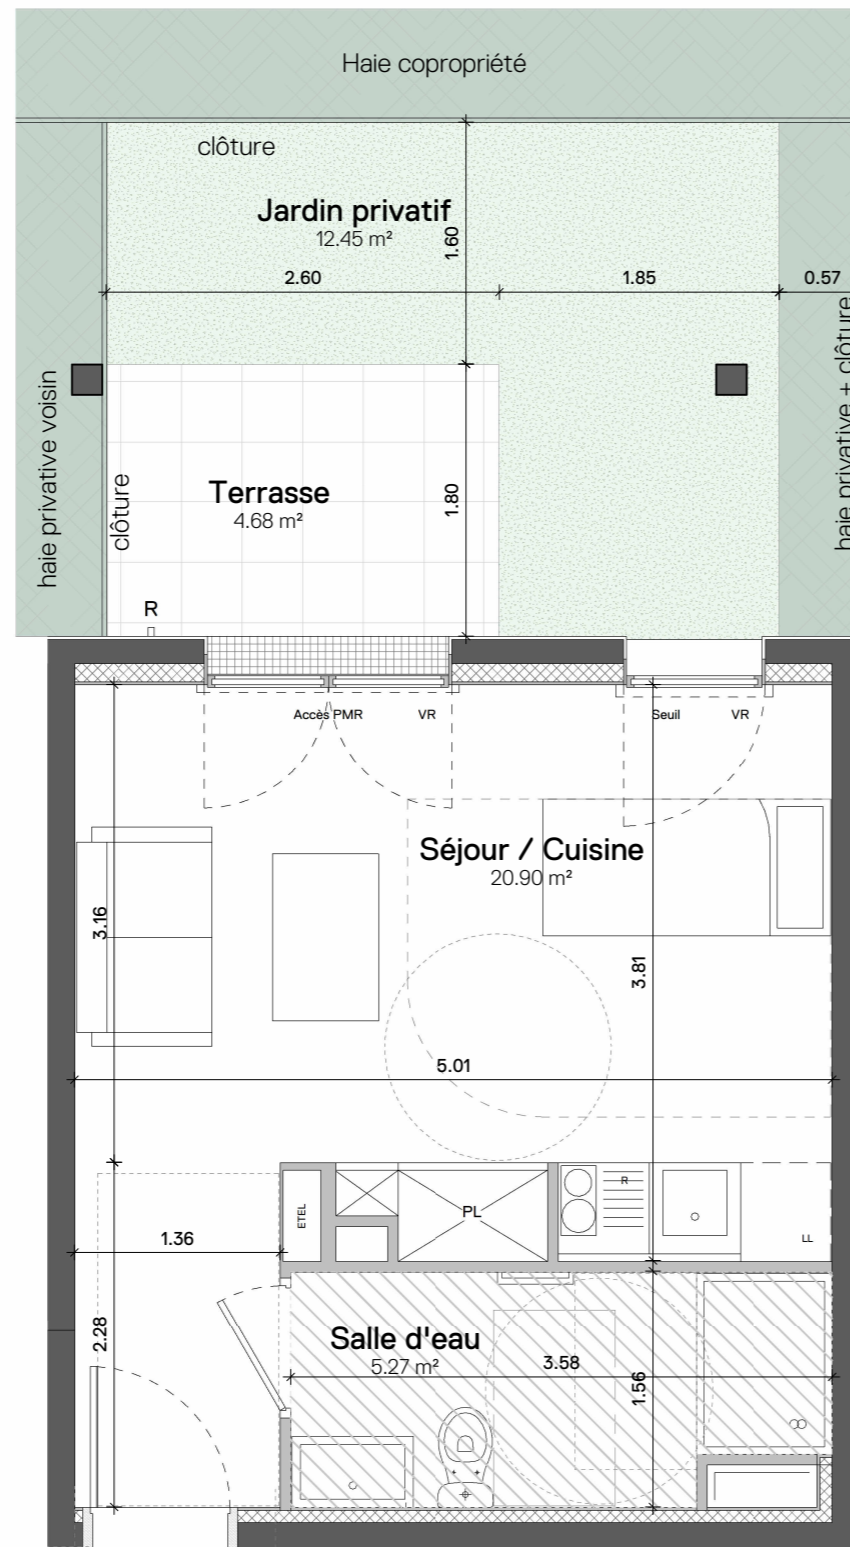 Haie copropriété
clôture
Jardin privatif
12.45 m²
1.60
2.60
1.85
0.57
haie privative voisin
haie privative + clôture
clôture
Terrasse
4.68 m²
1.80
R
Accès PMR
VR
Seuil
VR
Séjour / Cuisine
20.90 m²
3.16
3.81
5.01
ETEL
PL
R
LL
1.36
2.28
Salle d'eau
5.27 m²
3.58
1.56